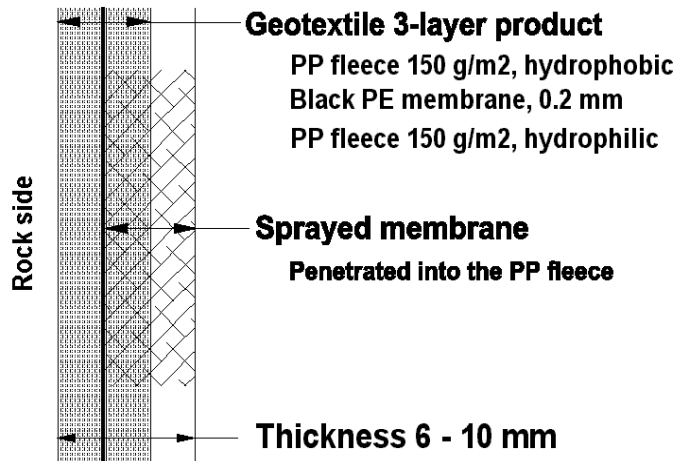 Geotextile 3-layer product
PP fleece 150 g/m2, hydrophobic
Black PE membrane, 0.2 mm
PP fleece 150 g/m2, hydrophilic
Rock side
Sprayed membrane
Penetrated into the PP fleece
Thickness 6 - 10 mm